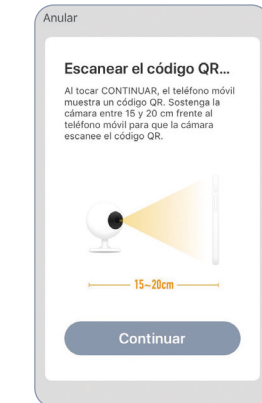 Anular
Escanear el código QR...
Al tocar CONTINUAR, el teléfono móvil
muestra un código QR. Sostenga la
cámara entre 15 y 20 cm frente al
teléfono móvil para que la cámara
escanee el código QR.
15~20cm
Continuar